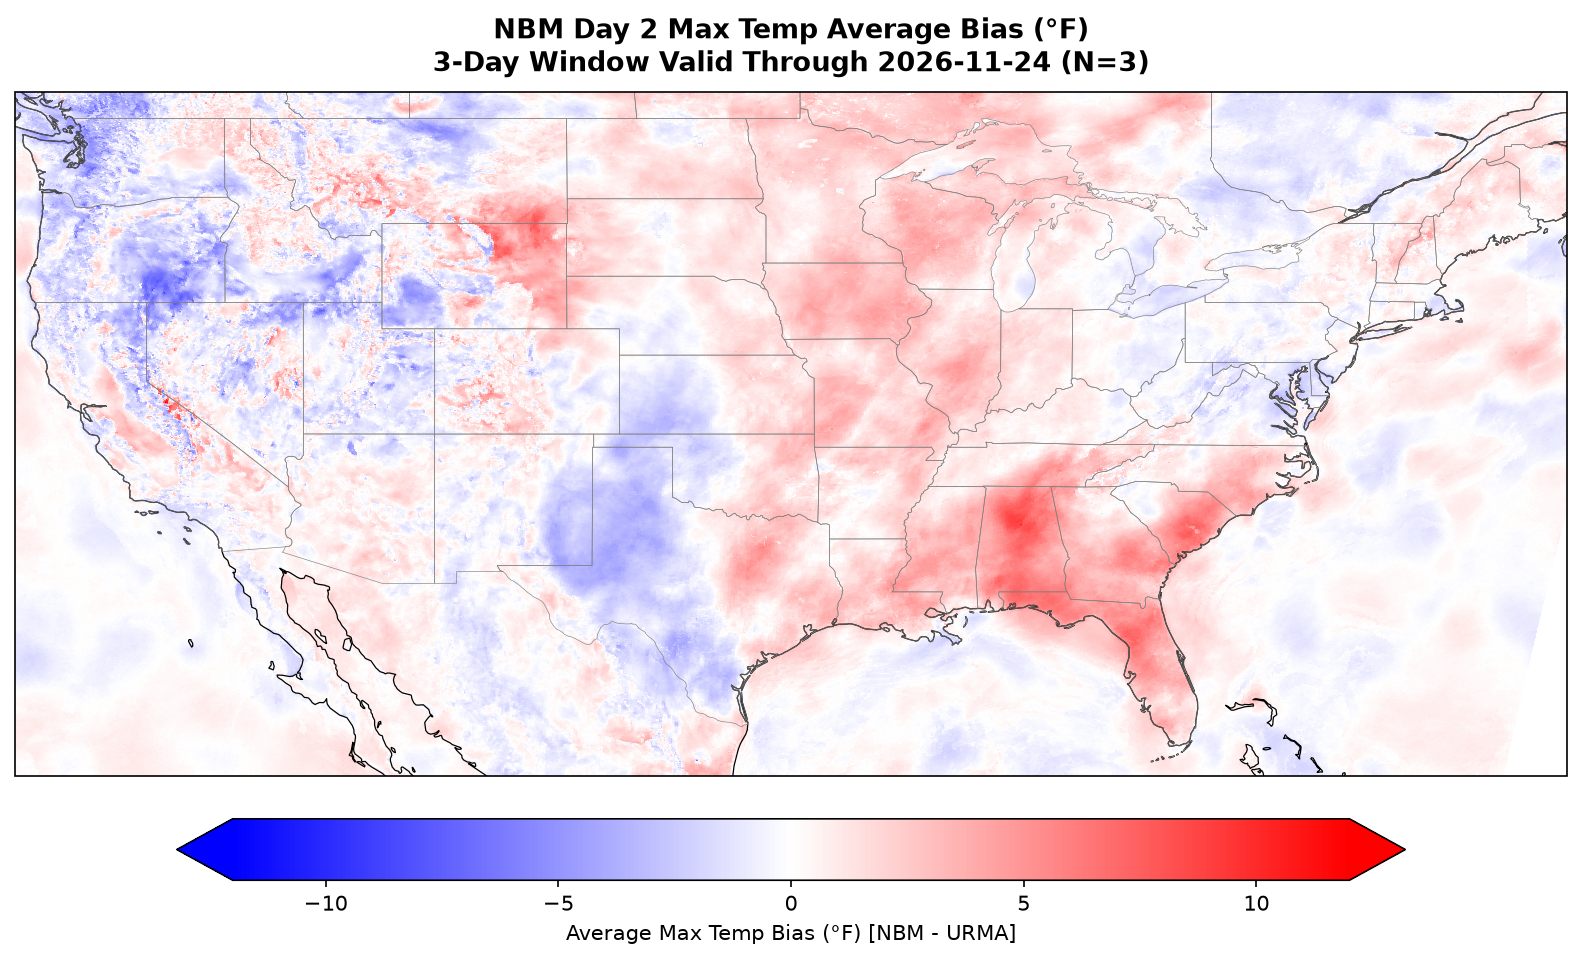 NBM Day 2 Max Temp Average Bias (°F)
3-Day Window Valid Through 2026-11-24 (N=3)
−10 −5 0 5 10
Average Max Temp Bias (°F) [NBM - URMA]